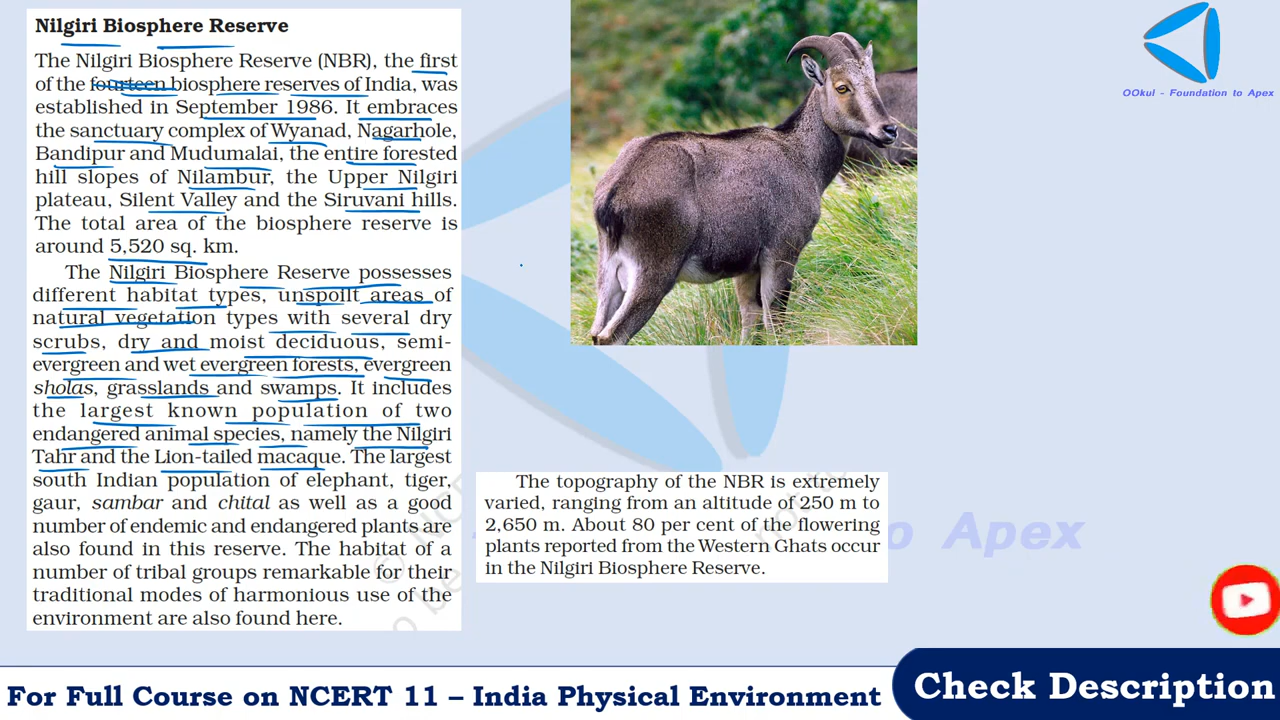 Nilgiri Biosphere Reserve
The Nilgiri Biosphere Reserve (NBR), the first
of the fourteen biosphere reserves of India, was
established in September 1986. It embraces
the sanctuary complex of Wyanad, Nagarhole,
Bandipur and Mudumalai, the entire forested
hill slopes of Nilambur, the Upper Nilgiri
plateau, Silent Valley and the Siruvani hills.
The total area of the biosphere reserve is
around 5,520 sq. km.
The Nilgiri Biosphere Reserve possesses
different habitat types, unspoilt areas of
natural vegetation types with several dry
scrubs, dry and moist deciduous, semi-
evergreen and wet evergreen forests, evergreen
sholas, grasslands and swamps. It includes
the largest known population of two
endangered animal species, namely the Nilgiri
Tahr and the Lion-tailed macaque. The largest
south Indian population of elephant, tiger,
gaur, sambar and chital as well as a good
number of endemic and endangered plants are
also found in this reserve. The habitat of a
number of tribal groups remarkable for their
traditional modes of harmonious use of the
environment are also found here.
The topography of the NBR is extremely
varied, ranging from an altitude of 250 m to
2,650 m. About 80 per cent of the flowering
plants reported from the Western Ghats occur
in the Nilgiri Biosphere Reserve.
OOkul - Foundation to Apex
to Apex
For Full Course on NCERT 11 – India Physical Environment
Check Description